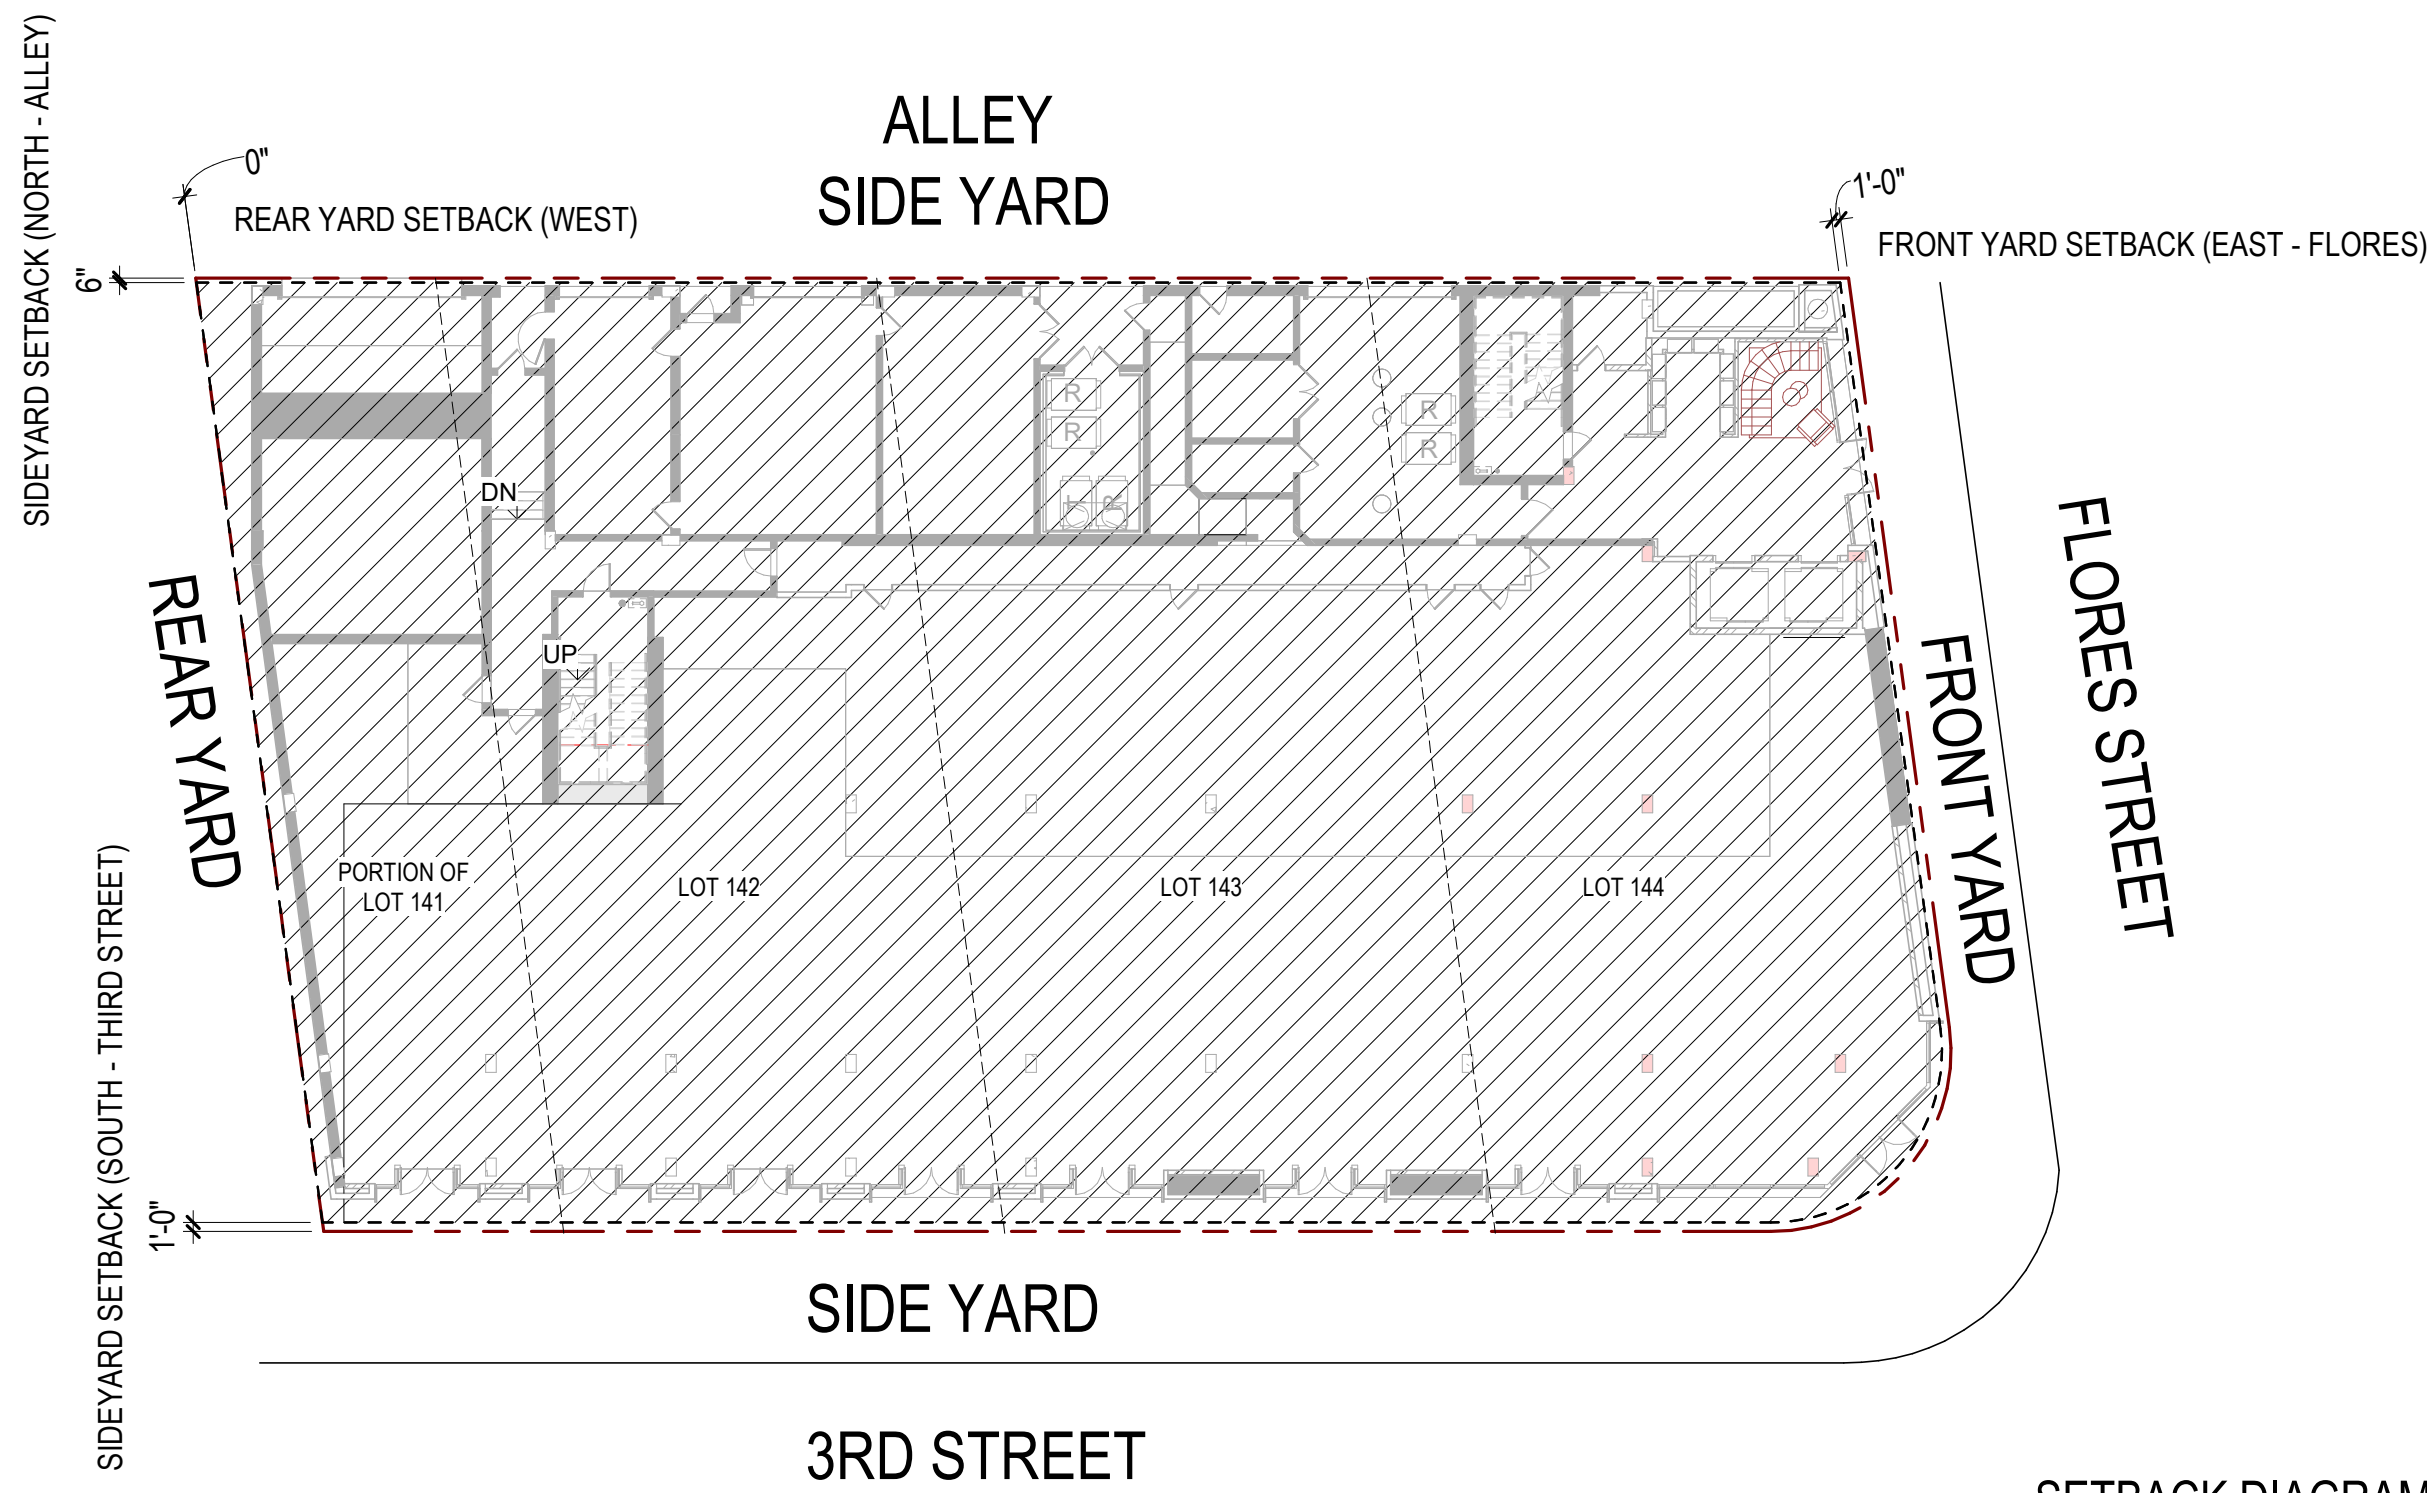 SIDEYARD SETBACK (NORTH - ALLEY)
6"
0"
REAR YARD SETBACK (WEST)
ALLEY
SIDE YARD
1'-0"
FRONT YARD SETBACK (EAST - FLORES)
R
R
R
R
T
R
DN
UP
REAR YARD
FLORES STREET
FRONT YARD
PORTION OF
LOT 141
LOT 142
LOT 143
LOT 144
SIDEYARD SETBACK (SOUTH - THIRD STREET)
1'-0"
SIDE YARD
3RD STREET
SETBACK DIAGRAM